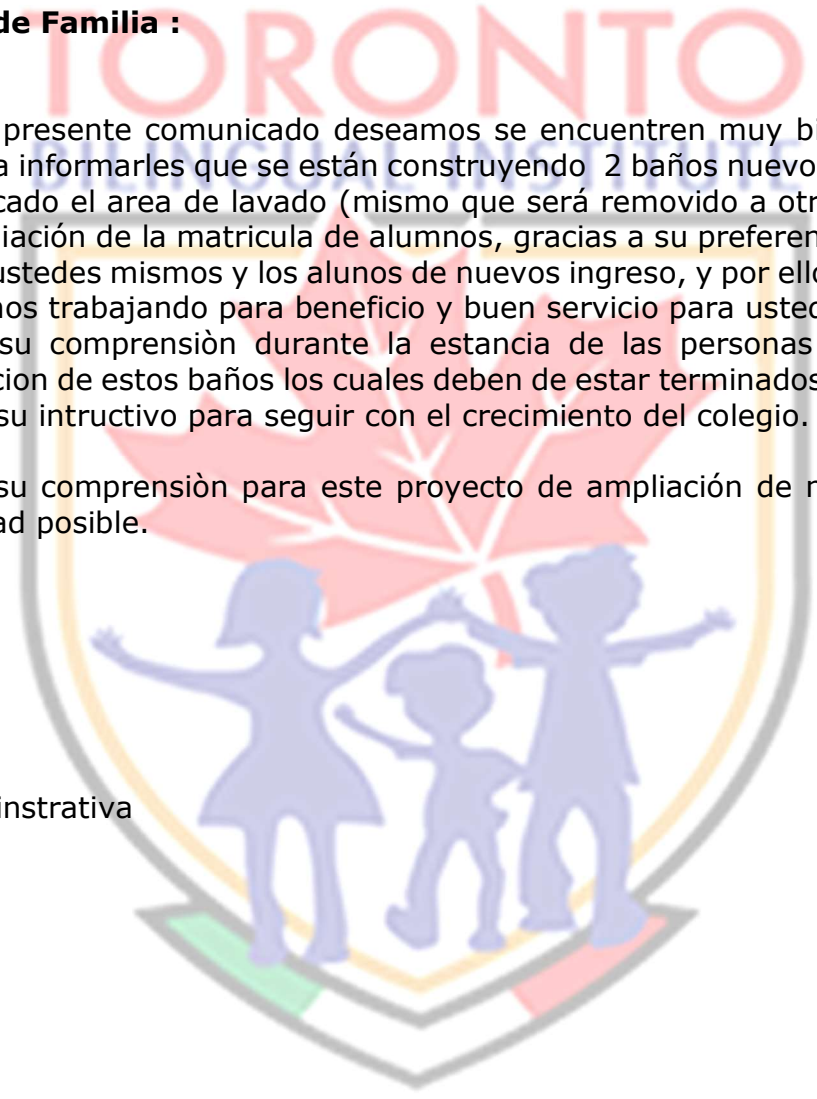 de Familia :
TORONTO
presente comunicado deseamos se encuentren muy bi
a informarles que se están construyendo 2 baños nuevo
BILINGUAL INSTITUTE
cado el area de lavado (mismo que será removido a otr
iación de la matricula de alumnos, gracias a su preferen
ustedes mismos y los alunos de nuevos ingreso, y por ello
nos trabajando para beneficio y buen servicio para usted
su comprensiòn durante la estancia de las personas
cion de estos baños los cuales deben de estar terminados
su intructivo para seguir con el crecimiento del colegio.
su comprensiòn para este proyecto de ampliación de n
ad posible.
instrativa